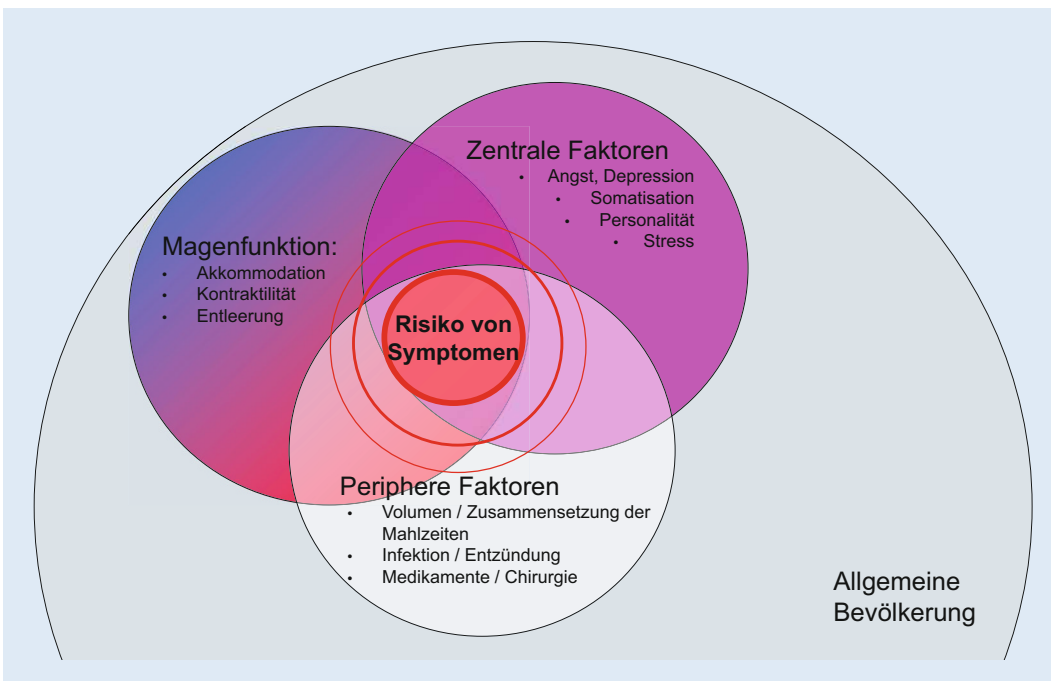 Zentrale Faktoren
• Angst, Depression
• Somatisation
• Personalität
• Stress
Magenfunktion:
• Akkommodation
• Kontraktilität
• Entleerung
Risiko von
Symptomen
Periphere Faktoren
• Volumen / Zusammensetzung der
Mahlzeiten
• Infektion / Entzündung
• Medikamente / Chirurgie
Allgemeine
Bevölkerung